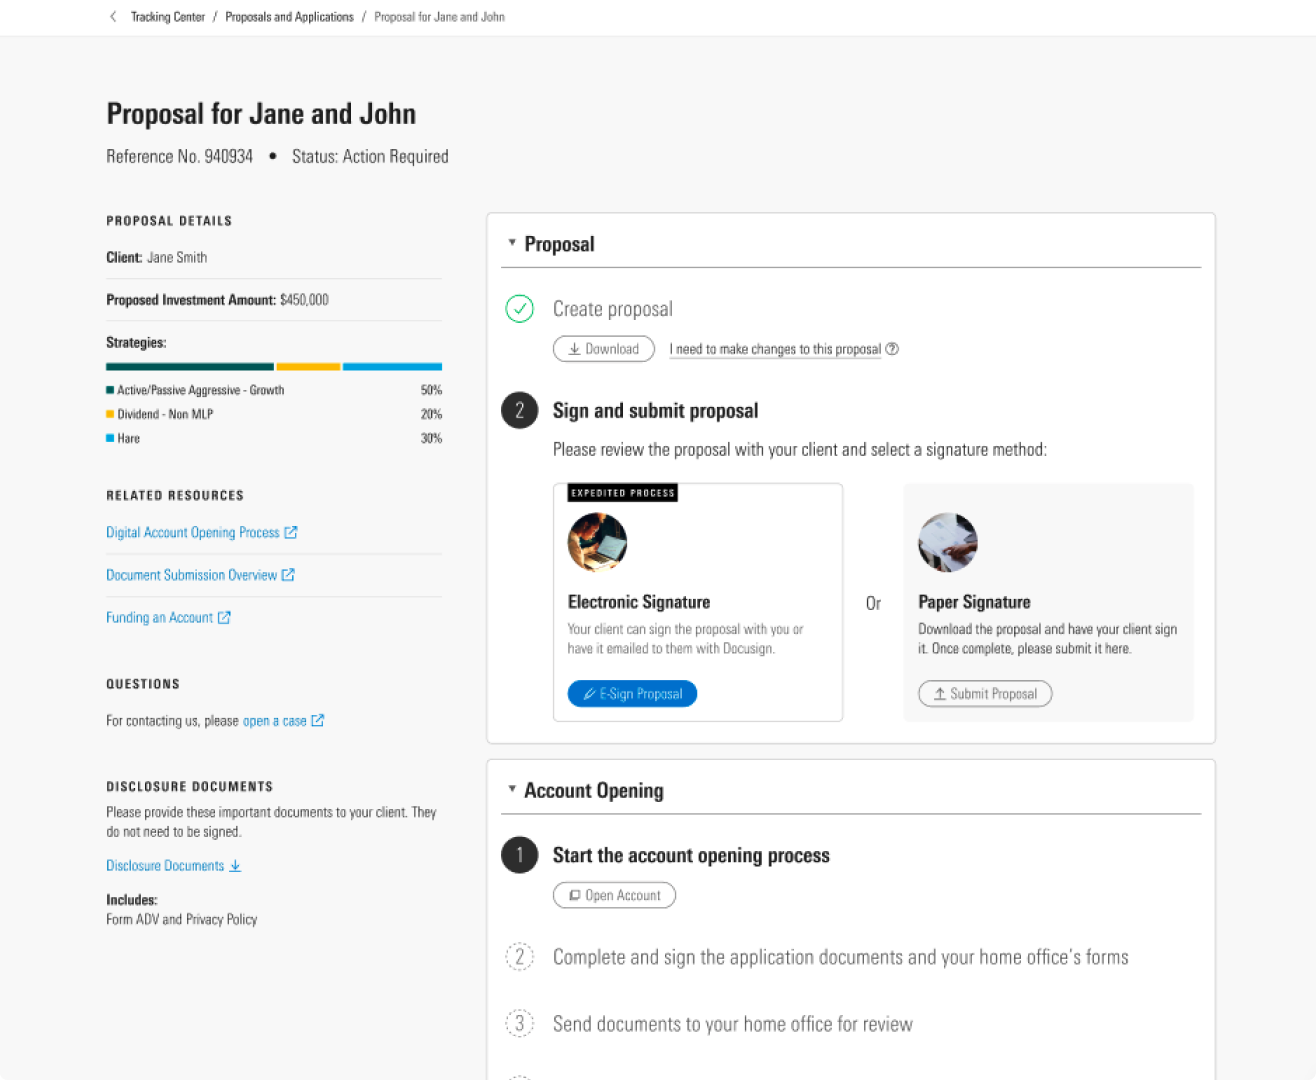 Tracking Center / Proposals and Applications / Proposal for Jane and John
Proposal for Jane and John
Reference No. 940934 • Status: Action Required
PROPOSAL DETAILS
Client: Jane Smith
Proposed Investment Amount: $450,000
Strategies:
Active/Passive Aggressive - Growth 50%
Dividend - Non MLP 20%
Hare 30%
RELATED RESOURCES
Digital Account Opening Process
Document Submission Overview
Funding an Account
QUESTIONS
For contacting us, please open a case
DISCLOSURE DOCUMENTS
Please provide these important documents to your client. They
do not need to be signed.
Disclosure Documents
Includes:
Form ADV and Privacy Policy
Proposal
Create proposal
Download
I need to make changes to this proposal ?
2 Sign and submit proposal
Please review the proposal with your client and select a signature method:
EXPEDITED PROCESS
Electronic Signature
Your client can sign the proposal with you or
have it emailed to them with Docusign.
E-Sign Proposal
Or
Paper Signature
Download the proposal and have your client sign
it. Once complete, please submit it here.
Submit Proposal
Account Opening
1 Start the account opening process
Open Account
2 Complete and sign the application documents and your home office's forms
3 Send documents to your home office for review